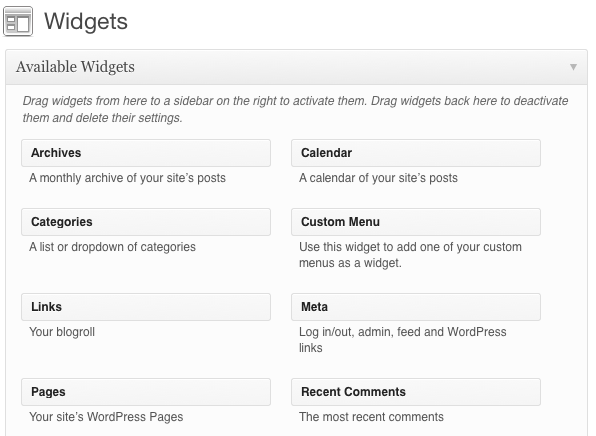 Widgets
Available Widgets
Drag widgets from here to a sidebar on the right to activate them. Drag widgets back here to deactivate
them and delete their settings.
Archives
A monthly archive of your site’s posts
Calendar
A calendar of your site’s posts
Categories
A list or dropdown of categories
Custom Menu
Use this widget to add one of your custom
menus as a widget.
Links
Your blogroll
Meta
Log in/out, admin, feed and WordPress
links
Pages
Your site’s WordPress Pages
Recent Comments
The most recent comments